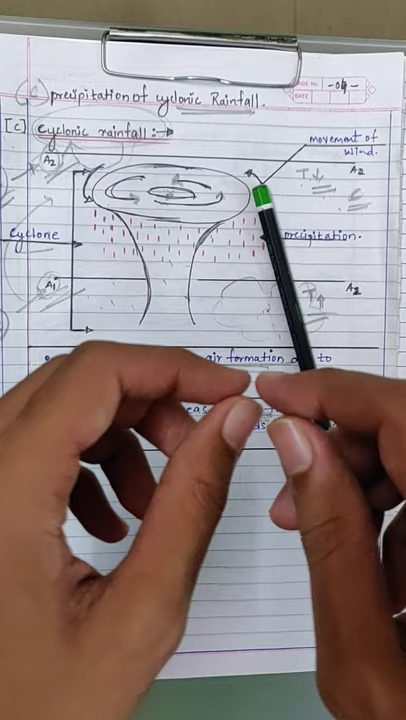 PAGE NO. -04-
DATE
precipitation of cyclonic Rainfall.
[C] Cyclonic rainfall :→
movement of
wind.
A2 T↓ A2
C
Cyclone precipitation.
A1 T↑ A2
air formation to